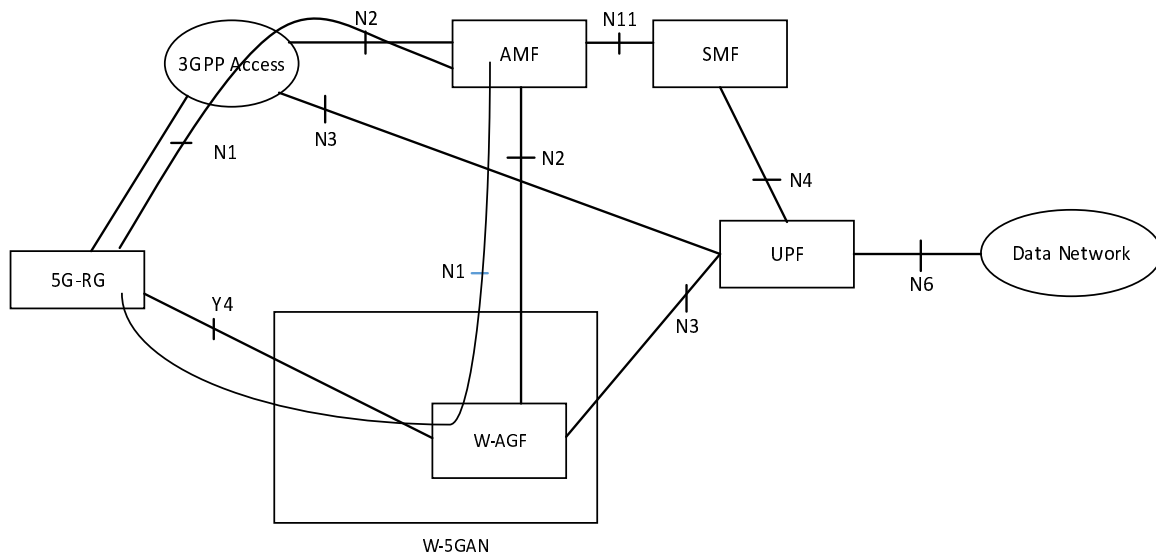 N2
N11
AMF
SMF
3GPP Access
N3
N1
N2
N4
UPF
Data Network
5G-RG
N1
N6
Y4
N3
W-AGF
W-5GAN